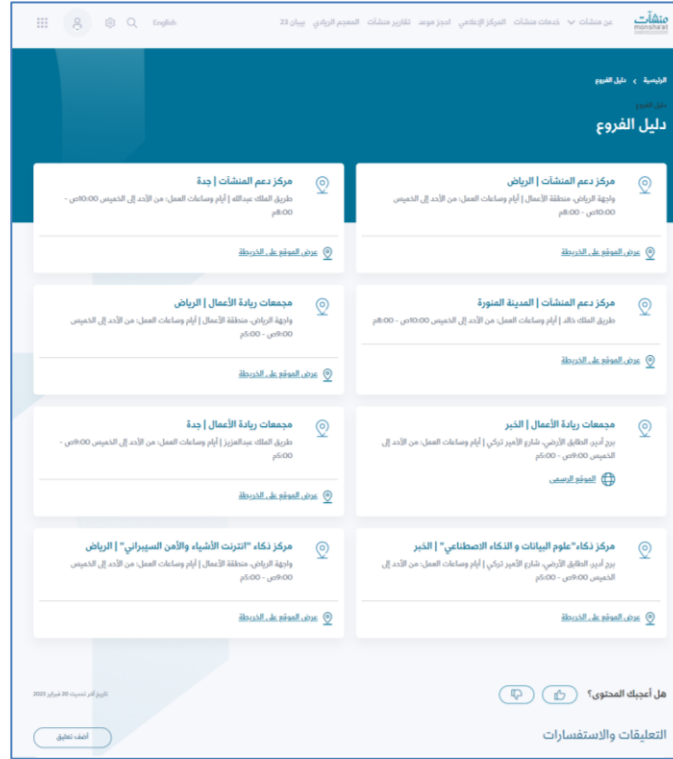 منشآت
monsha'at
عن منشآت خدمات منشآت المركز الإعلامي احجز موعد تقارير منشآت المعجم الريادي بيبان 23
English
الرئيسية > دليل الفروع
دليل الفروع
دليل الفروع
مركز دعم المنشآت | الرياض
واجهة الرياض، منطقة الأعمال | أيام وساعات العمل: من الأحد إلى الخميس
10:00ص - 8:00م
عرض الموقع على الخريطة
مركز دعم المنشآت | جدة
طريق الملك عبدالله | أيام وساعات العمل: من الأحد إلى الخميس 10:00ص -
8:00م
عرض الموقع على الخريطة
مركز دعم المنشآت | المدينة المنورة
طريق الملك خالد | أيام وساعات العمل: من الأحد إلى الخميس 10:00ص - 8:00م
عرض الموقع على الخريطة
مجمعات ريادة الأعمال | الرياض
واجهة الرياض، منطقة الأعمال | أيام وساعات العمل: من الأحد إلى الخميس
9:00ص - 5:00م
عرض الموقع على الخريطة
مجمعات ريادة الأعمال | الخبر
برج أدير، الطابق الأرضي، شارع الأمير تركي | أيام وساعات العمل: من الأحد إلى
الخميس 9:00ص - 5:00م
الموقع الرسمي
مجمعات ريادة الأعمال | جدة
طريق الملك عبدالعزيز | أيام وساعات العمل: من الأحد إلى الخميس 9:00ص -
5:00م
عرض الموقع على الخريطة
مركز ذكاء"علوم البيانات و الذكاء الاصطناعي" | الخبر
برج أدير، الطابق الأرضي، شارع الأمير تركي | أيام وساعات العمل: من الأحد إلى
الخميس 9:00ص - 5:00م
عرض الموقع على الخريطة
مركز ذكاء "انترنت الأشياء والأمن السيبراني" | الرياض
واجهة الرياض، منطقة الأعمال | أيام وساعات العمل: من الأحد إلى الخميس
9:00ص - 5:00م
عرض الموقع على الخريطة
هل أعجبك المحتوى؟
تاريخ آخر تحديث 20 فبراير 2023
التعليقات والاستفسارات
أضف تعليق